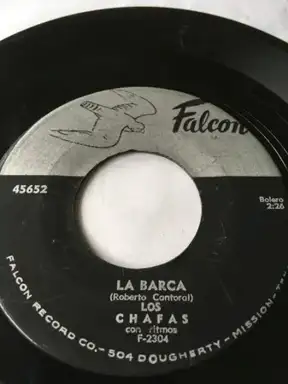 Falcon
45652
Bolero
2:26
LA BARCA
(Roberto Cantoral)
LOS
CHAFAS
con ritmos
F-2304
FALCON RECORD CO.-504 DOUGHERTY-MISSION-